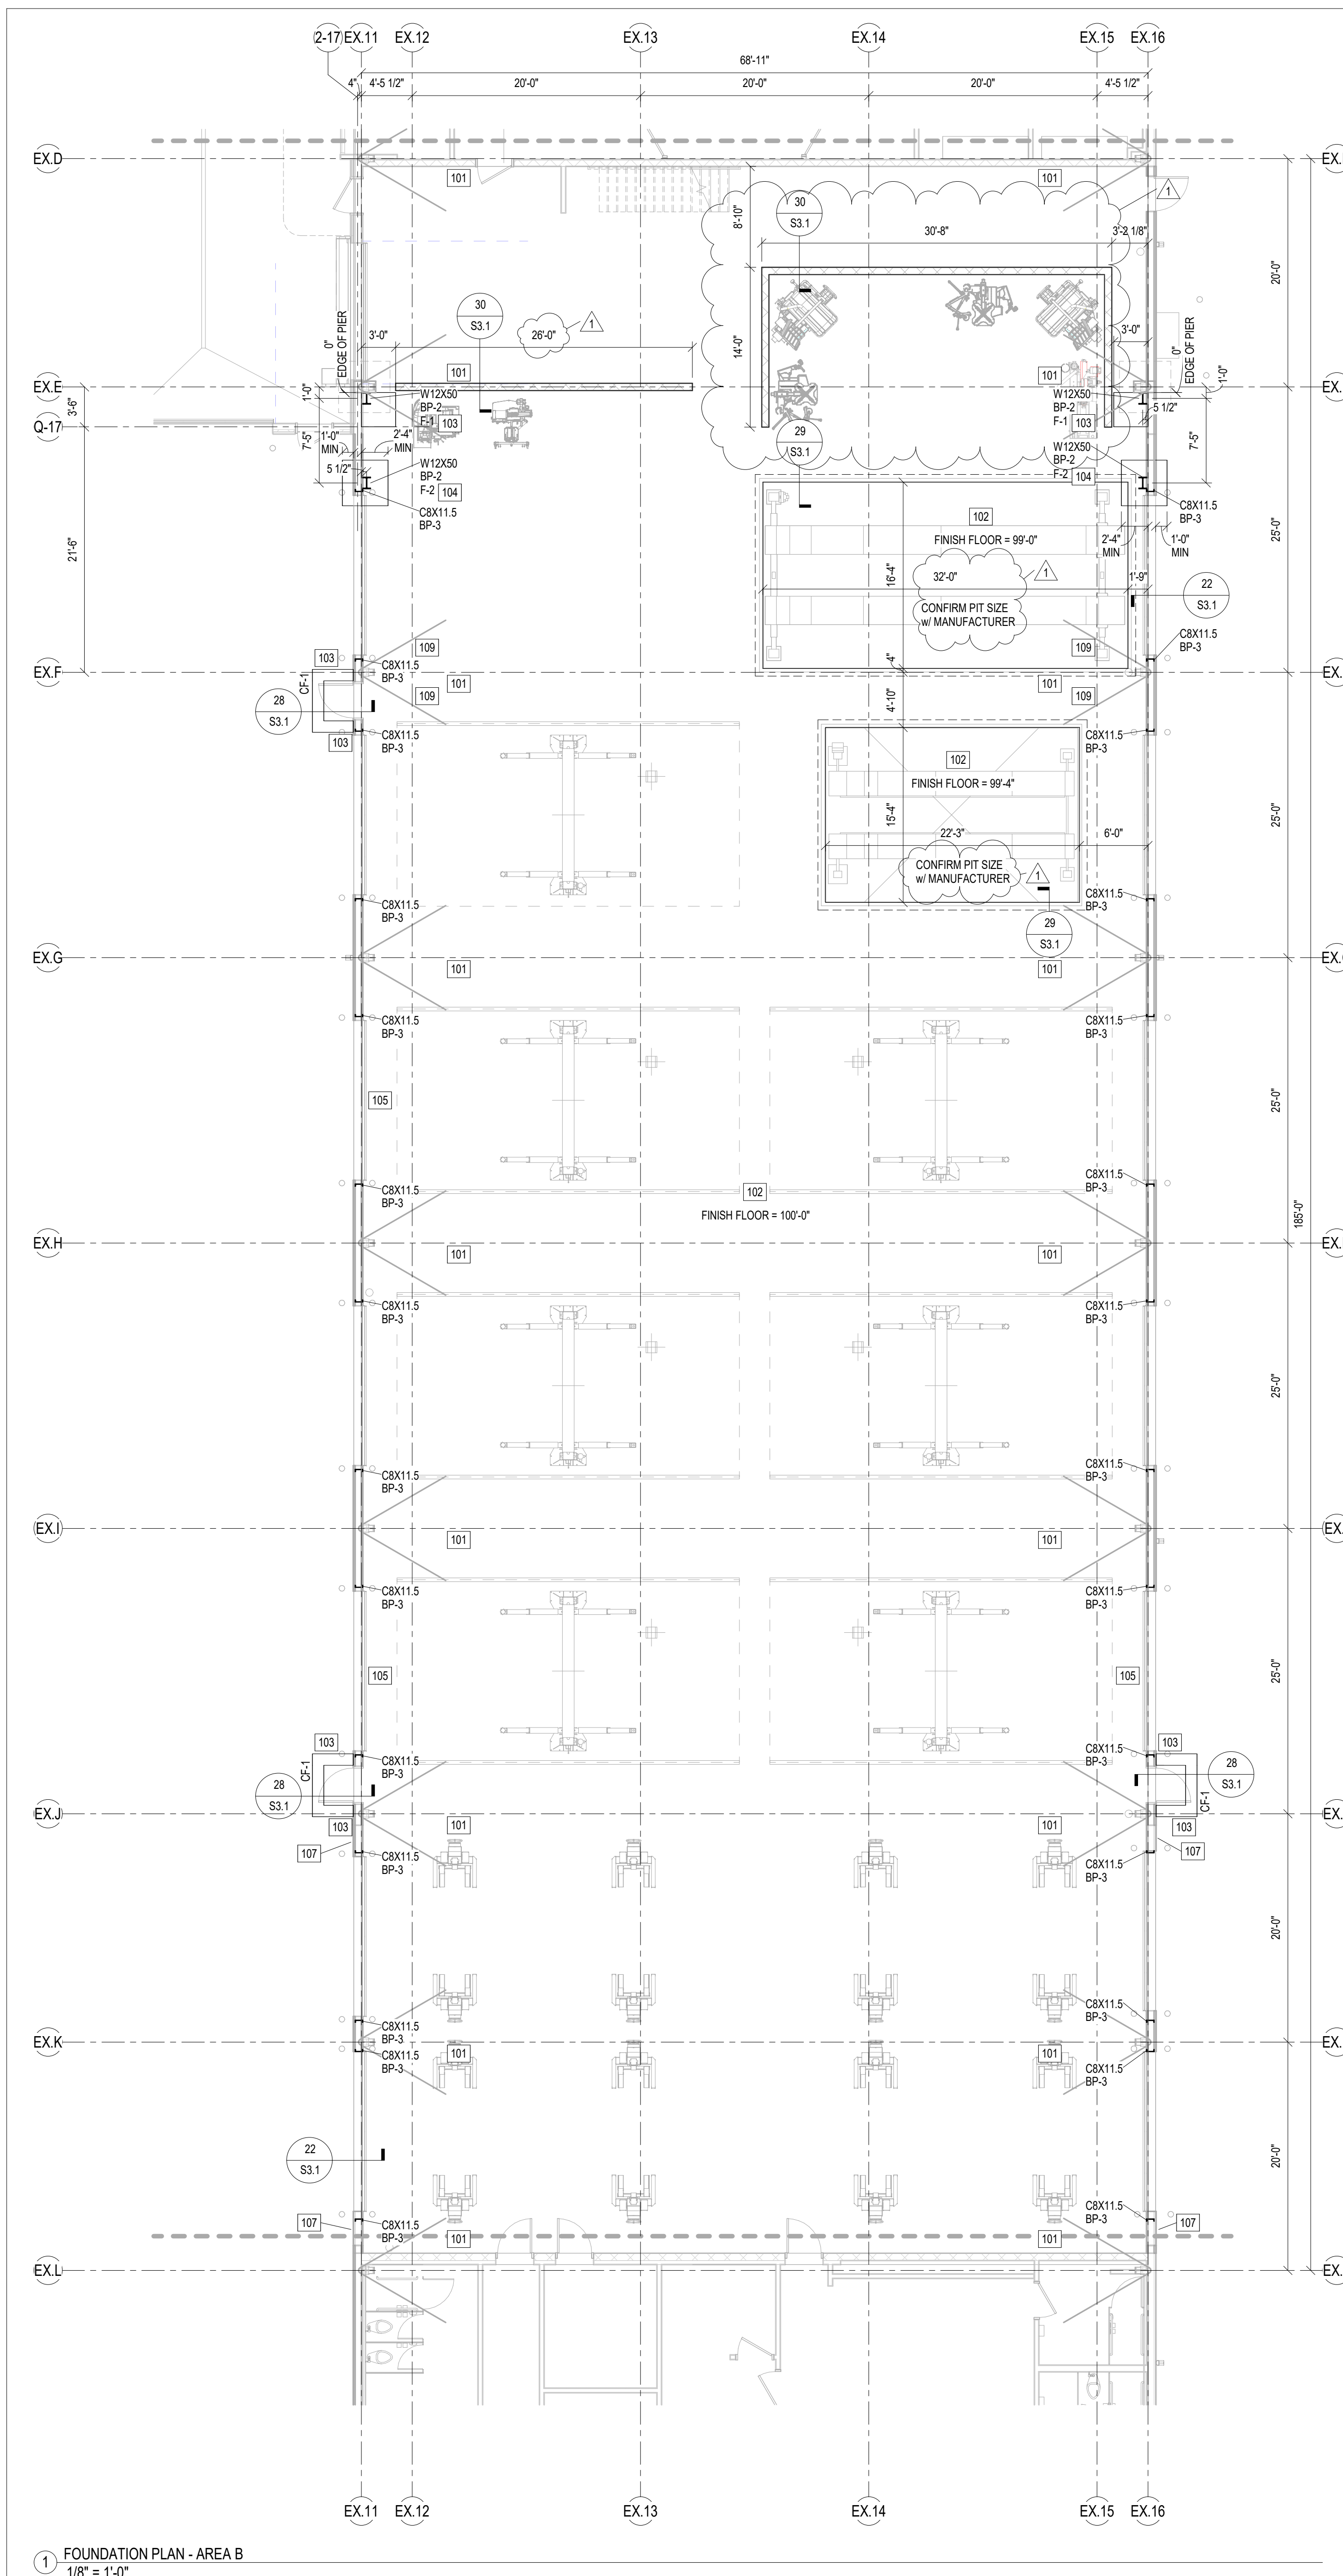 (2-17) EX.11 EX.12 EX.13 EX.14 EX.15 EX.16
68'-11"
4" 4'-5 1/2" 20'-0" 20'-0" 20'-0" 4'-5 1/2"
EX.D
101 101
30
S3.1
1
8'-10"
30'-8" 3'-2 1/8"
20'-0"
30
S3.1
3'-0" 26'-0" 1
14'-0"
3'-0"
0"
EDGE OF PIER
0"
EDGE OF PIER
EX.E
101 101
1'-0"
3'-6"
W12X50
BP-2
F-1 103
W12X50
BP-2
F-1 103
5 1/2"
1'-0"
Q-17
7'-5"
1'-0"
MIN
2'-4"
MIN
5 1/2"
W12X50
BP-2
F-2 104
C8X11.5
BP-3
29
S3.1
W12X50
BP-2
F-2 104
7'-5"
C8X11.5
BP-3
2'-4"
MIN
1'-0"
MIN
21'-6"
25'-0"
102
FINISH FLOOR = 99'-0"
16'-4"
32'-0" 1
1'-9"
CONFIRM PIT SIZE
w/ MANUFACTURER
22
S3.1
C8X11.5
BP-3
109 109
103
C8X11.5
BP-3
4"
EX.F
CF-1
101 101
109 109
28
S3.1
4'-10"
103
C8X11.5
BP-3
C8X11.5
BP-3
102
FINISH FLOOR = 99'-4"
15'-4"
22'-3" 6'-0"
25'-0"
CONFIRM PIT SIZE
w/ MANUFACTURER
1
C8X11.5
BP-3
C8X11.5
BP-3
29
S3.1
EX.G
101 101
C8X11.5
BP-3
C8X11.5
BP-3
105
25'-0"
C8X11.5
BP-3
C8X11.5
BP-3
102
FINISH FLOOR = 100'-0"
185'-0"
EX.H
101 101
C8X11.5
BP-3
C8X11.5
BP-3
25'-0"
C8X11.5
BP-3
C8X11.5
BP-3
EX.I
101 101
C8X11.5
BP-3
C8X11.5
BP-3
105 105
25'-0"
103
C8X11.5
BP-3
C8X11.5
BP-3
103
CF-1
28
S3.1
28
S3.1
CF-1
EX.J
103 101 101 103
107
C8X11.5
BP-3
C8X11.5
BP-3
107
20'-0"
C8X11.5
BP-3
C8X11.5
BP-3
EX.K
101 101
C8X11.5
BP-3
C8X11.5
BP-3
22
S3.1
20'-0"
107
C8X11.5
BP-3
C8X11.5
BP-3
107
101 101
EX.L
EX.11 EX.12 EX.13 EX.14 EX.15 EX.16
1 FOUNDATION PLAN - AREA B
1/8" = 1'-0"